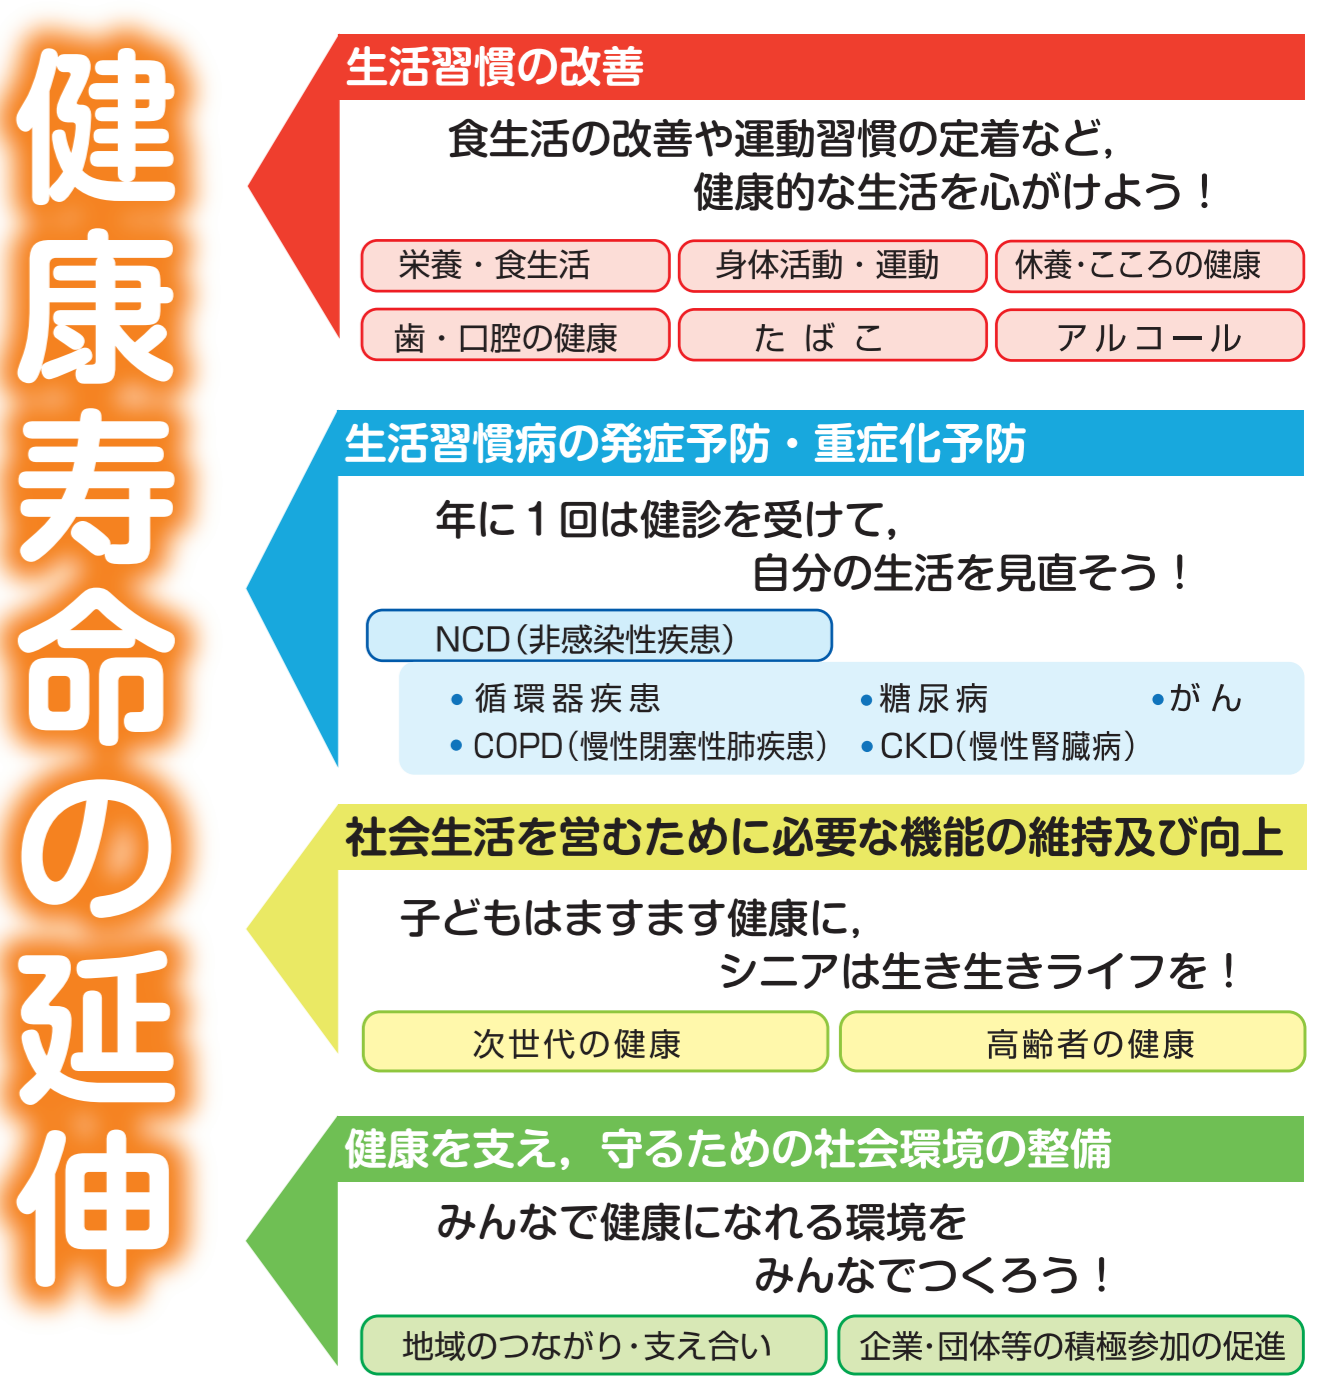 健康寿命の延伸
生活習慣の改善
食生活の改善や運動習慣の定着など,
健康的な生活を心がけよう！
栄養・食生活
身体活動・運動
休養・こころの健康
歯・口腔の健康
たばこ
アルコール
生活習慣病の発症予防・重症化予防
年に１回は健診を受けて,
自分の生活を見直そう！
NCD（非感染性疾患）
• 循環器疾患
• 糖尿病
• がん
• COPD（慢性閉塞性肺疾患）
• CKD（慢性腎臓病）
社会生活を営むために必要な機能の維持及び向上
子どもはますます健康に,
シニアは生き生きライフを！
次世代の健康
高齢者の健康
健康を支え，守るための社会環境の整備
みんなで健康になれる環境を
みんなでつくろう！
地域のつながり・支え合い
企業・団体等の積極参加の促進